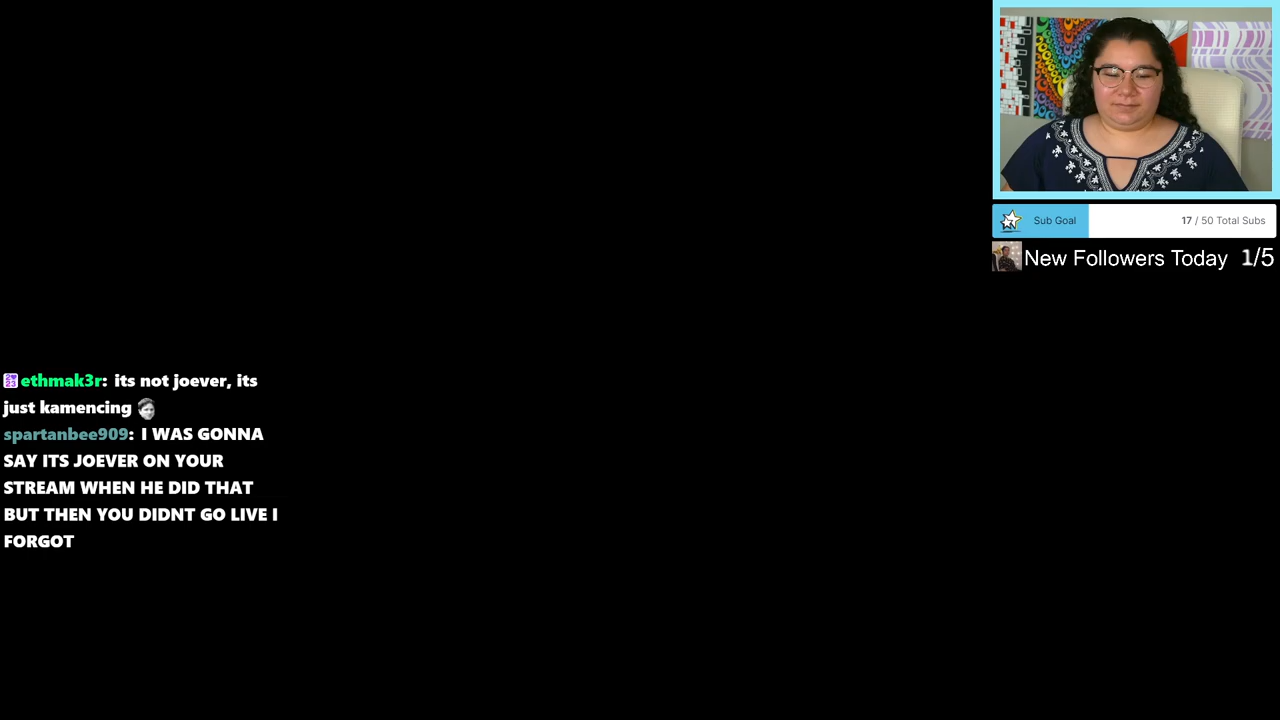 Sub Goal 17 / 50 Total Subs
New Followers Today 1/5
ethmak3r: its not joever, its
just kamencing
spartanbee909: I WAS GONNA
SAY ITS JOEVER ON YOUR
STREAM WHEN HE DID THAT
BUT THEN YOU DIDNT GO LIVE I
FORGOT